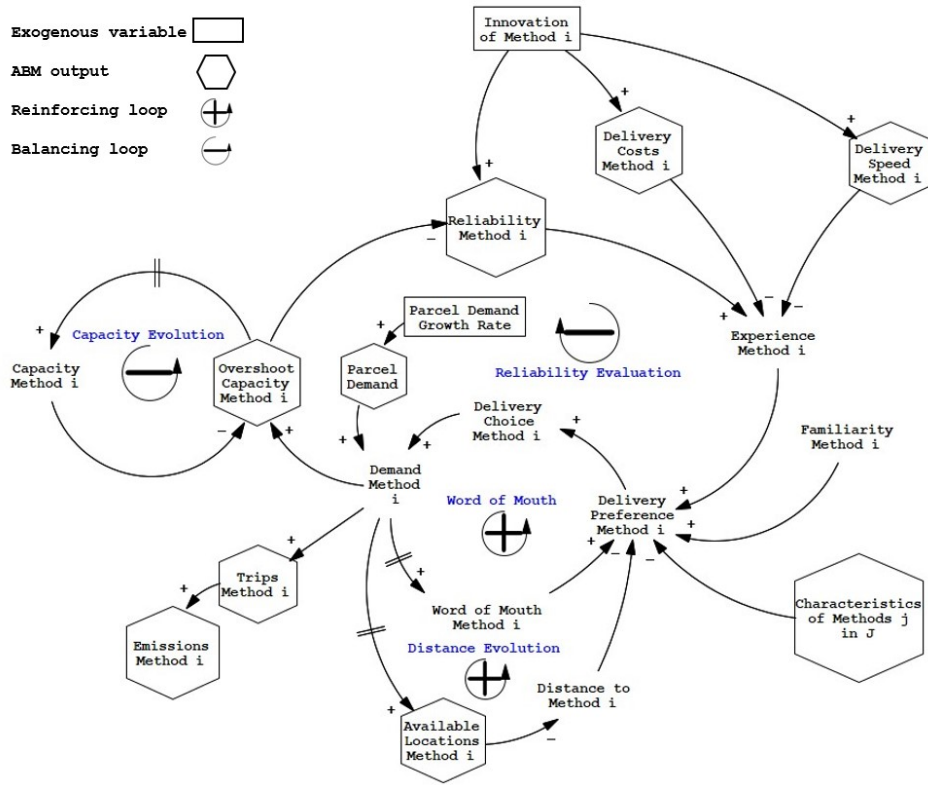 Exogenous variable
ABM output
Reinforcing loop
Balancing loop
Innovation
of Method i
+
+
+
Delivery
Costs
Method i
Delivery
Speed
Method i
Reliability
Method i
−
Parcel Demand
Growth Rate
+
+
−
−
Experience
Method i
+
Capacity Evolution
Capacity
Method i
Overshoot
Capacity
Method i
Parcel
Demand
Reliability Evaluation
Delivery
Choice
Method i
+
Familiarity
Method i
−
+
+
+
Demand
Method
i
Word of Mouth
Delivery
Preference
Method i
+
+
+
−
−
+
+
+
Trips
Method i
Word of Mouth
Method i
Characteristics
of Methods j
in J
Emissions
Method i
Distance Evolution
Distance to
Method i
+
Available
Locations
Method i
−